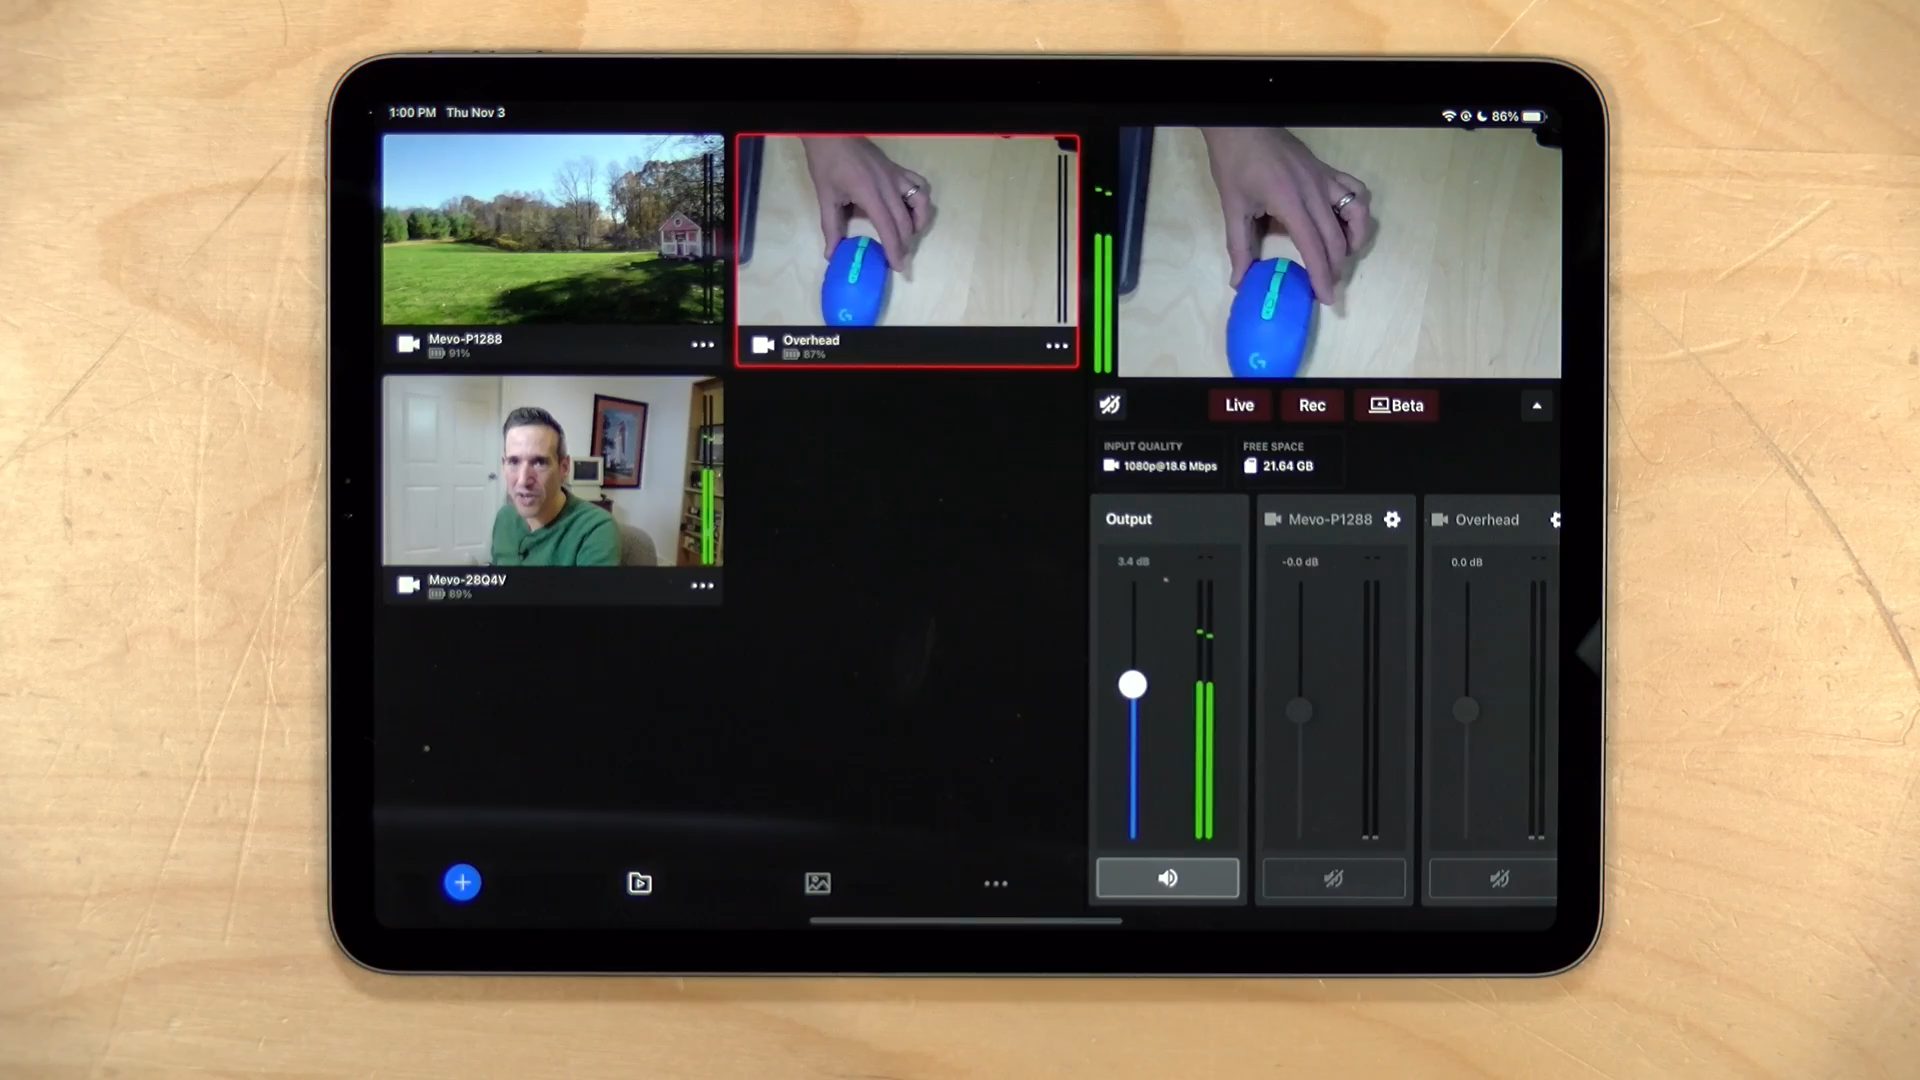 1:00 PM Thu Nov 3
86%
Mevo-P1288
91%
Overhead
87%
Mevo-28Q4V
89%
Live
Rec
Beta
INPUT QUALITY
1080p@18.6 Mbps
FREE SPACE
21.64 GB
Output
3.4 dB
Mevo-P1288
-0.0 dB
Overhead
0.0 dB